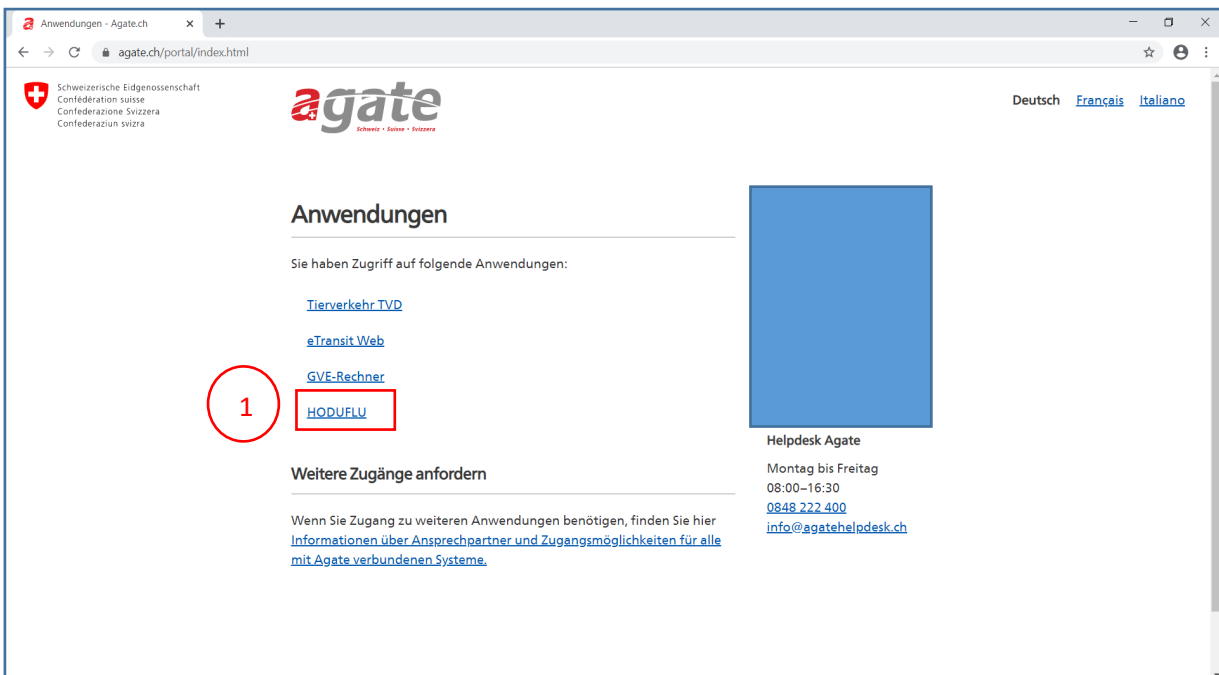 Anwendungen - Agate.ch
agate.ch/portal/index.html
Schweizerische Eidgenossenschaft
Confédération suisse
Confederazione Svizzera
Confederaziun svizra
agate
Schweiz • Suisse • Svizzera
Deutsch Français Italiano
Anwendungen
Sie haben Zugriff auf folgende Anwendungen:
Tierverkehr TVD
eTransit Web
GVE-Rechner
1
HODUFLU
Weitere Zugänge anfordern
Wenn Sie Zugang zu weiteren Anwendungen benötigen, finden Sie hier
Informationen über Ansprechpartner und Zugangsmöglichkeiten für alle
mit Agate verbundenen Systeme.
Helpdesk Agate
Montag bis Freitag
08:00–16:30
0848 222 400
info@agatehelpdesk.ch